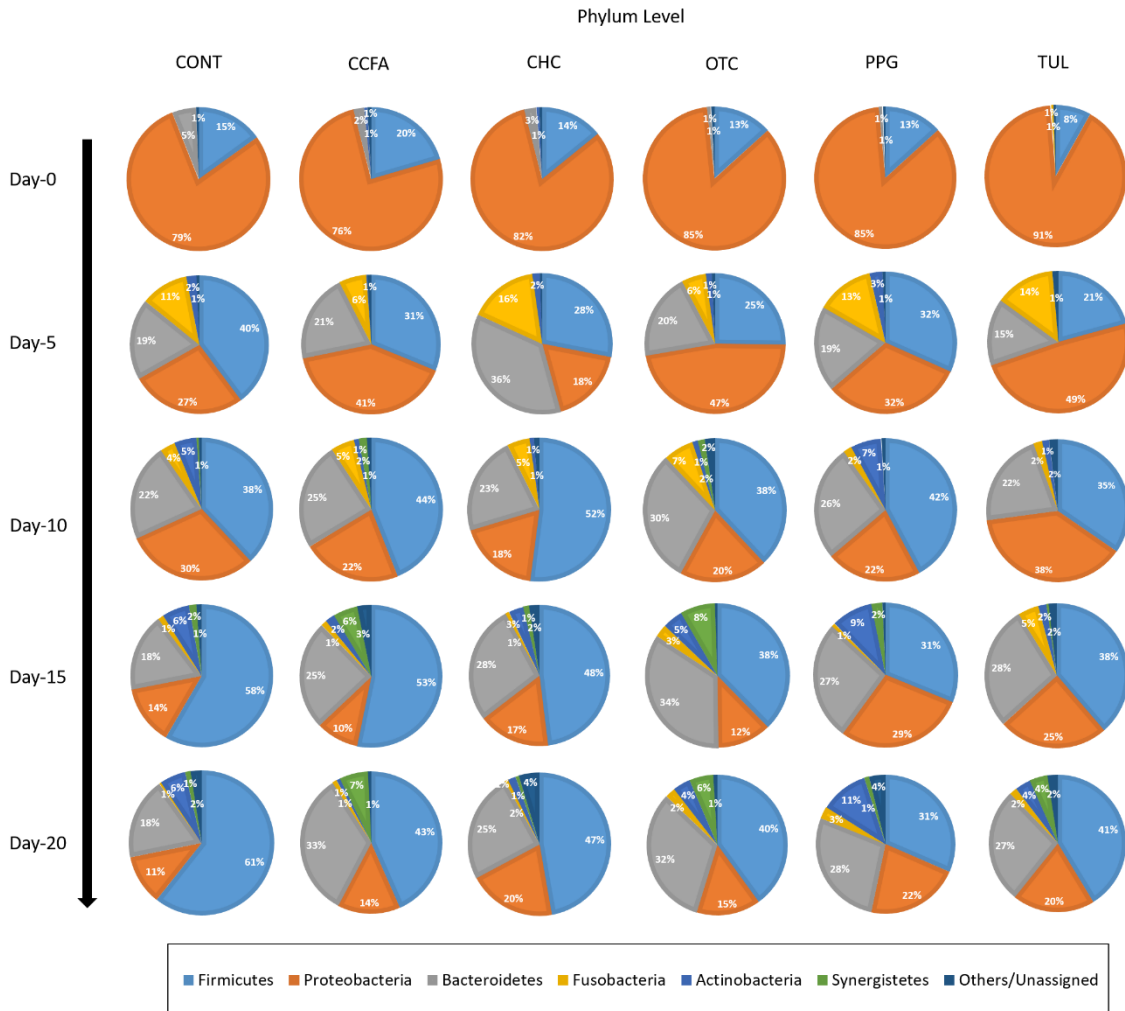 Phylum Level
CONT CCFA CHC OTC PPG TUL
Day-0
1% 15% 5% 79%
1% 20% 2% 1% 76%
14% 3% 1% 82%
1% 13% 1% 85%
1% 13% 1% 85%
1% 8% 1% 91%
Day-5
11% 2% 1% 40% 19% 27%
1% 6% 31% 21% 41%
16% 2% 28% 36% 18%
6% 1% 1% 25% 20% 47%
13% 3% 1% 32% 19% 32%
14% 1% 21% 15% 49%
Day-10
4% 5% 1% 38% 22% 30%
5% 1% 2% 1% 44% 25% 22%
5% 1% 1% 52% 23% 18%
7% 1% 2% 2% 38% 30% 20%
2% 7% 1% 42% 26% 22%
2% 1% 2% 35% 22% 38%
Day-15
1% 6% 2% 1% 58% 18% 14%
1% 2% 6% 3% 53% 25% 10%
1% 3% 1% 2% 48% 28% 17%
3% 5% 8% 38% 34% 12%
1% 9% 2% 31% 27% 29%
5% 2% 2% 38% 28% 25%
Day-20
1% 6% 1% 2% 61% 18% 11%
1% 1% 7% 1% 43% 33% 14%
2% 1% 4% 47% 25% 20%
2% 4% 6% 1% 40% 32% 15%
3% 11% 1% 4% 31% 28% 22%
2% 4% 4% 2% 41% 27% 20%
Firmicutes Proteobacteria Bacteroidetes Fusobacteria Actinobacteria Synergistetes Others/Unassigned